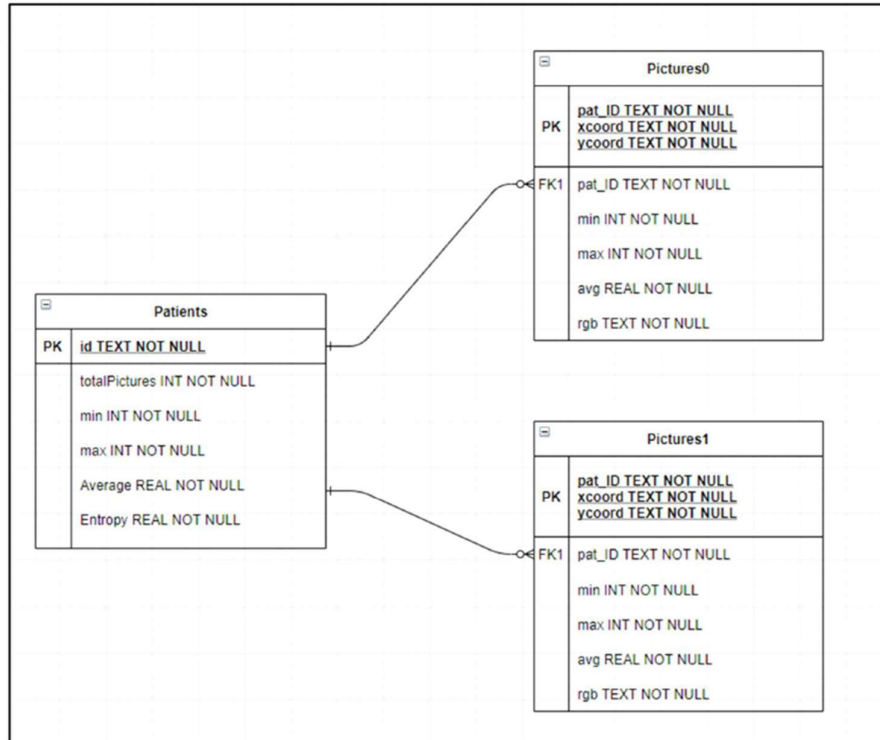 Pictures0
PK
pat_ID TEXT NOT NULL
xcoord TEXT NOT NULL
ycoord TEXT NOT NULL
FK1 pat_ID TEXT NOT NULL
min INT NOT NULL
max INT NOT NULL
avg REAL NOT NULL
rgb TEXT NOT NULL
Patients
PK id TEXT NOT NULL
totalPictures INT NOT NULL
min INT NOT NULL
max INT NOT NULL
Average REAL NOT NULL
Entropy REAL NOT NULL
Pictures1
PK
pat_ID TEXT NOT NULL
xcoord TEXT NOT NULL
ycoord TEXT NOT NULL
FK1 pat_ID TEXT NOT NULL
min INT NOT NULL
max INT NOT NULL
avg REAL NOT NULL
rgb TEXT NOT NULL